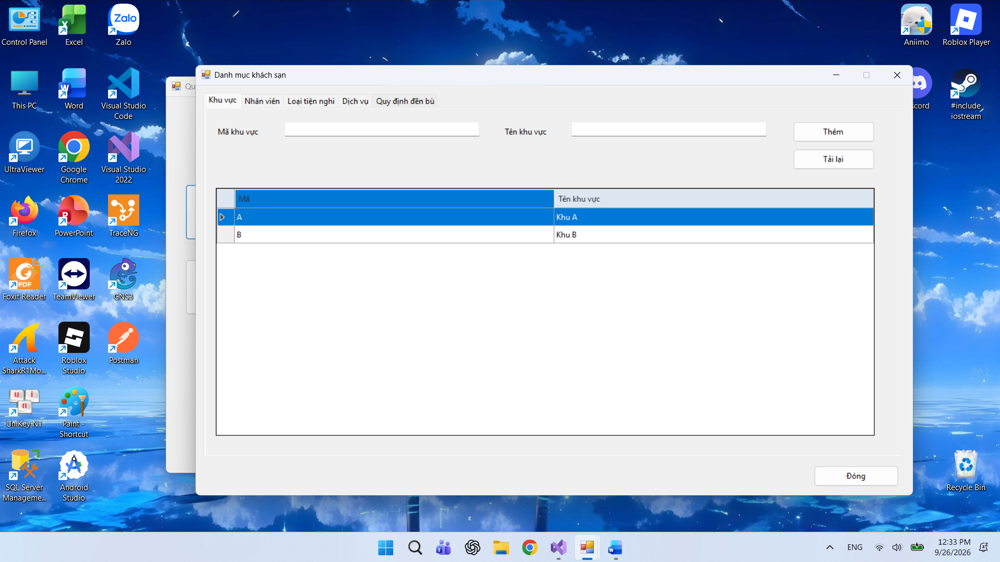 Control Panel
Excel
Zalo
Zalo
Aniimo
Roblox Player
This PC
Word
Visual Studio
Code
#include
iostream
UltraViewer
Google
Chrome
Visual Studio
2022
Firefox
PowerPoint
TraceNG
PDF
Foxit Reader
TeamViewer
GNS3
Attack
SharkR1Mo...
Roblox
Studio
Postman
u i n
UniKey NT
Paint -
Shortcut
SQL Server
Manageme...
Android
Studio
Recycle Bin
Qu
Danh mục khách sạn
Khu vực
Nhân viên
Loại tiện nghi
Dịch vụ
Quy định đền bù
Mã khu vực
Tên khu vực
Thêm
Tải lại
Mã
Tên khu vực
A
Khu A
B
Khu B
Đóng
ENG
12:33 PM
9/26/2026